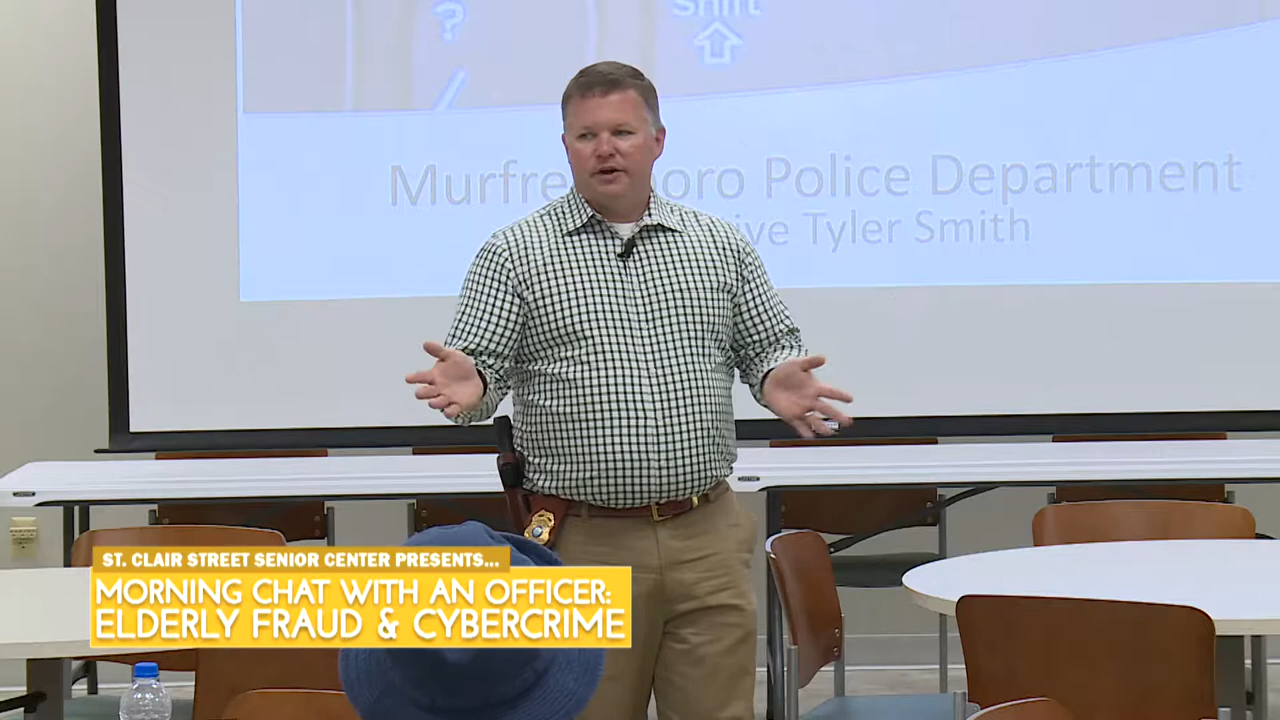 ?
Shift
/
Murfre oro Police Department
ive Tyler Smith
ST. CLAIR STREET SENIOR CENTER PRESENTS...
MORNING CHAT WITH AN OFFICER:
ELDERLY FRAUD & CYBERCRIME